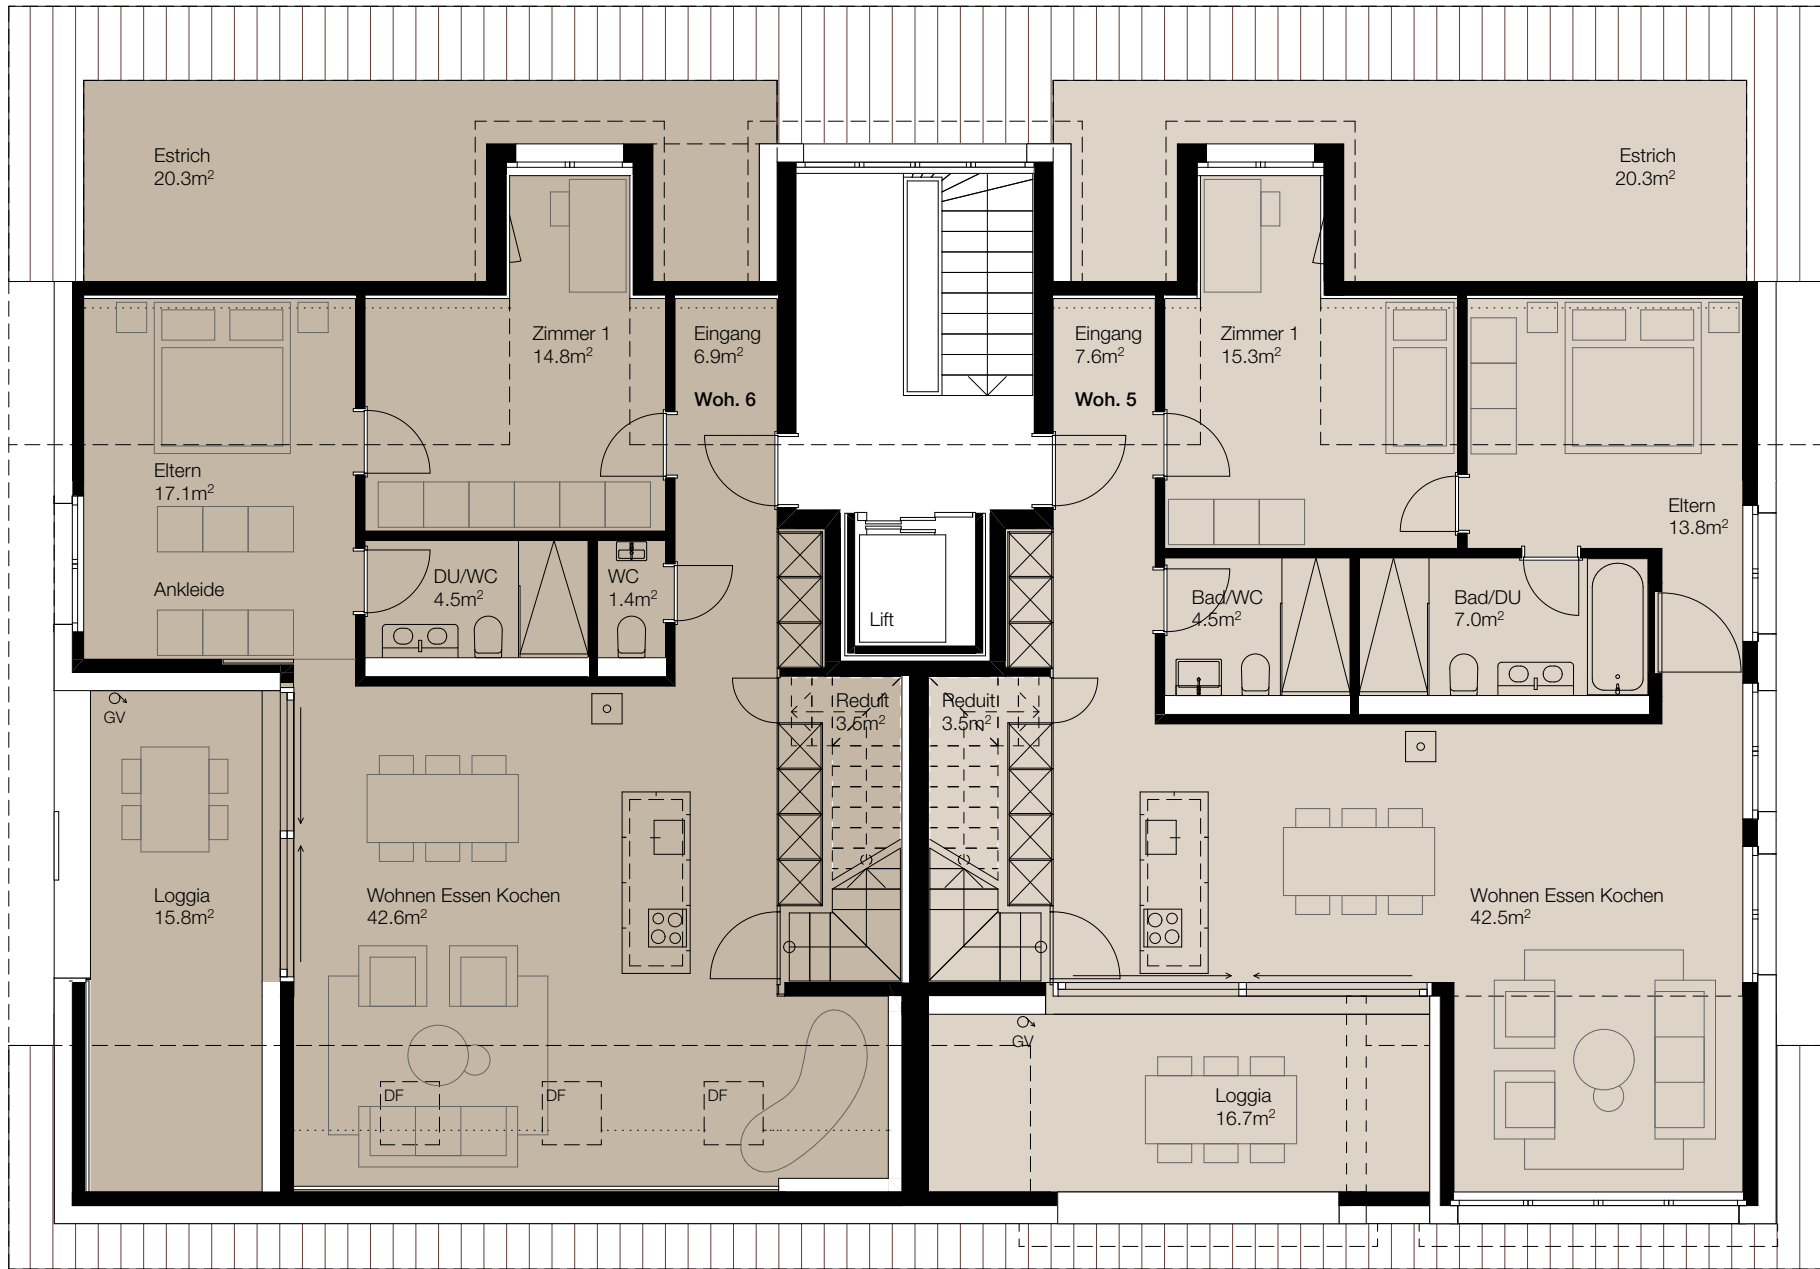 Estrich
20.3m²
Estrich
20.3m²
Zimmer 1
14.8m²
Eingang
6.9m²
Woh. 6
Eingang
7.6m²
Woh. 5
Zimmer 1
15.3m²
Eltern
17.1m²
Ankleide
DU/WC
4.5m²
WC
1.4m²
Lift
Bad/WC
4.5m²
Bad/DU
7.0m²
Eltern
13.8m²
GV
Reduit
3.5m²
Reduit
3.5m²
Loggia
15.8m²
Wohnen Essen Kochen
42.6m²
Wohnen Essen Kochen
42.5m²
GV
DF
DF
DF
Loggia
16.7m²